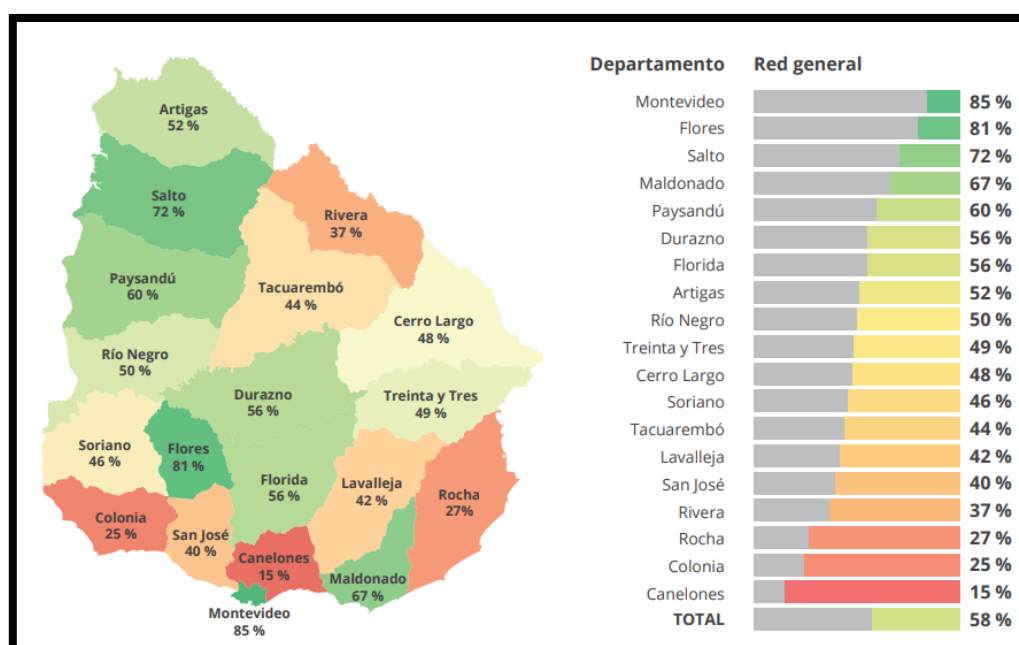 Artigas
52 %
Salto
72 %
Rivera
37 %
Paysandú
60 %
Tacuarembó
44 %
Cerro Largo
48 %
Río Negro
50 %
Durazno
56 %
Treinta y Tres
49 %
Soriano
46 %
Flores
81 %
Florida
56 %
Lavalleja
42 %
Rocha
27%
Colonia
25 %
San José
40 %
Canelones
15 %
Maldonado
67 %
Montevideo
85 %
Departamento Red general
Montevideo 85 %
Flores 81 %
Salto 72 %
Maldonado 67 %
Paysandú 60 %
Durazno 56 %
Florida 56 %
Artigas 52 %
Río Negro 50 %
Treinta y Tres 49 %
Cerro Largo 48 %
Soriano 46 %
Tacuarembó 44 %
Lavalleja 42 %
San José 40 %
Rivera 37 %
Rocha 27 %
Colonia 25 %
Canelones 15 %
TOTAL 58 %